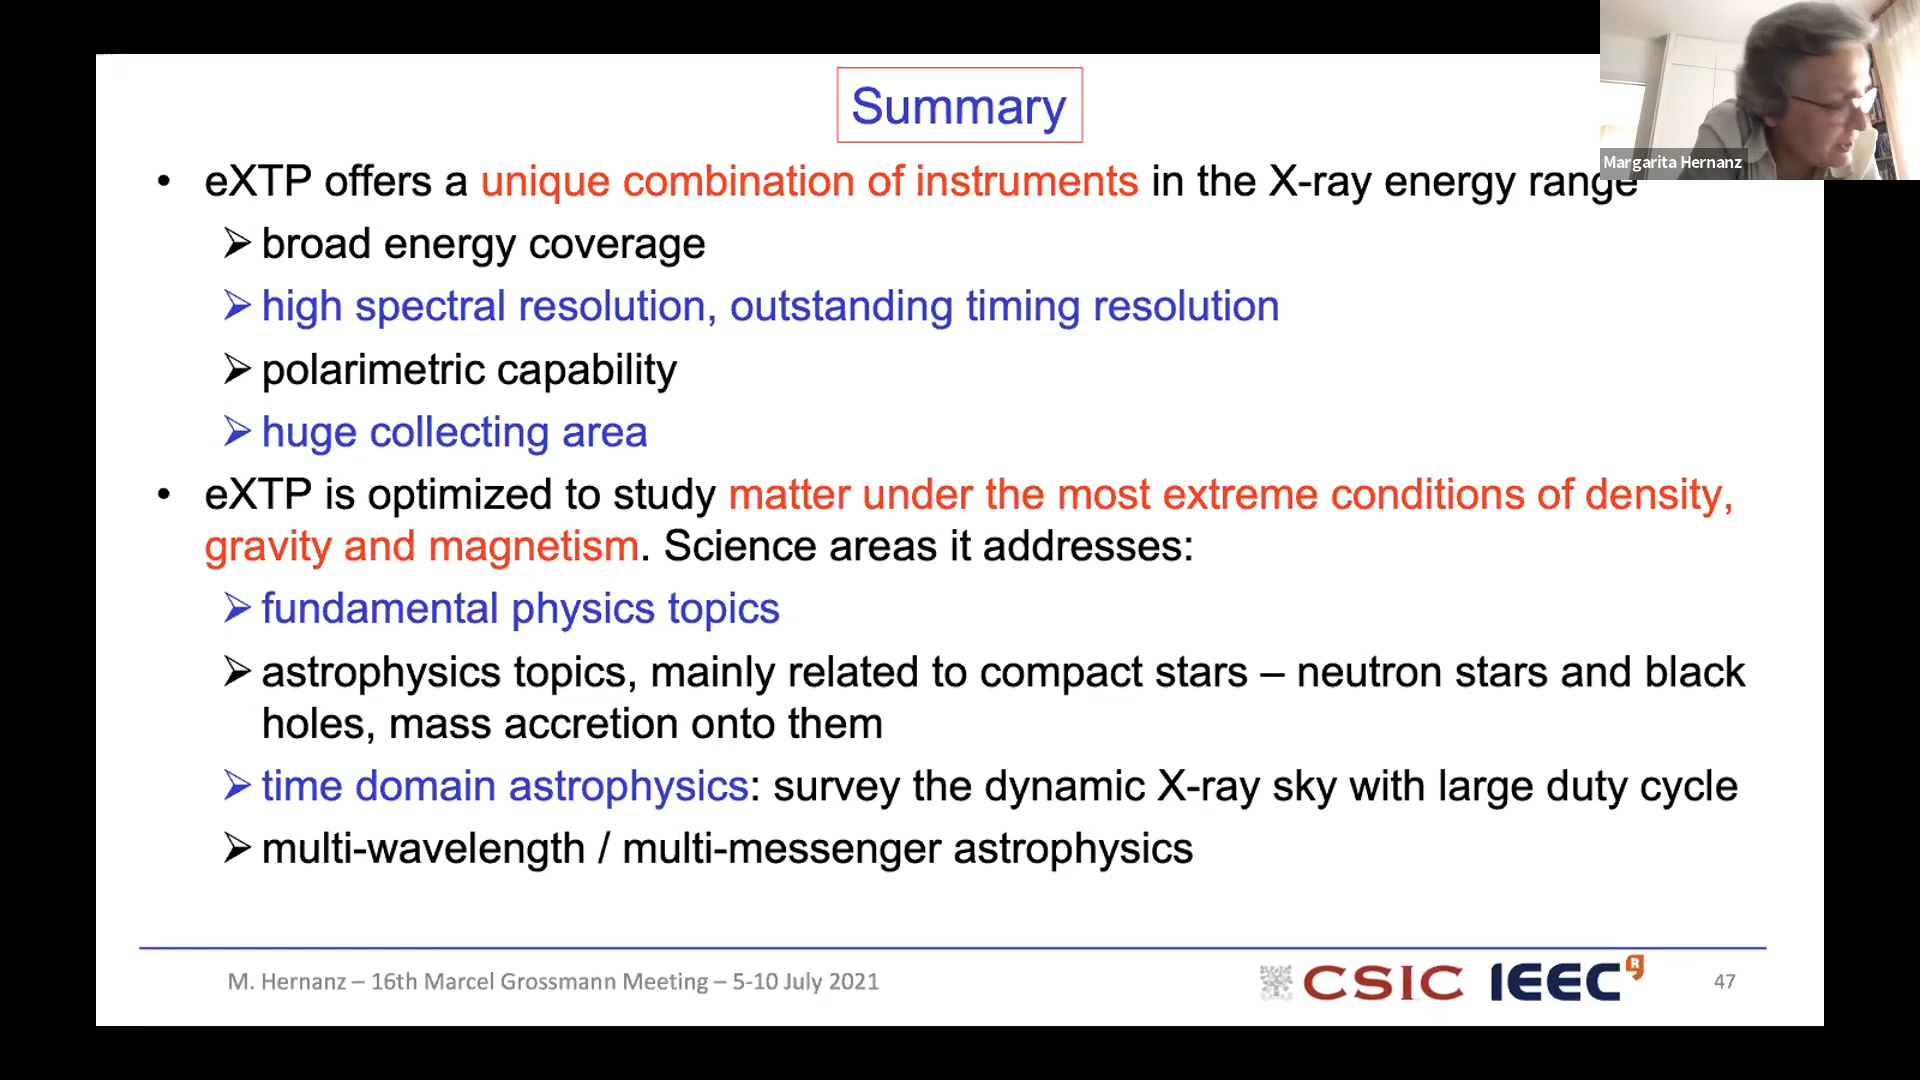 Summary
Margarita Hernanz
• eXTP offers a unique combination of instruments in the X-ray energy range
➢ broad energy coverage
➢ high spectral resolution, outstanding timing resolution
➢ polarimetric capability
➢ huge collecting area
• eXTP is optimized to study matter under the most extreme conditions of density,
gravity and magnetism. Science areas it addresses:
➢ fundamental physics topics
➢ astrophysics topics, mainly related to compact stars – neutron stars and black
holes, mass accretion onto them
➢ time domain astrophysics: survey the dynamic X-ray sky with large duty cycle
➢ multi-wavelength / multi-messenger astrophysics
M. Hernanz – 16th Marcel Grossmann Meeting – 5-10 July 2021
CSIC IEEC R
47